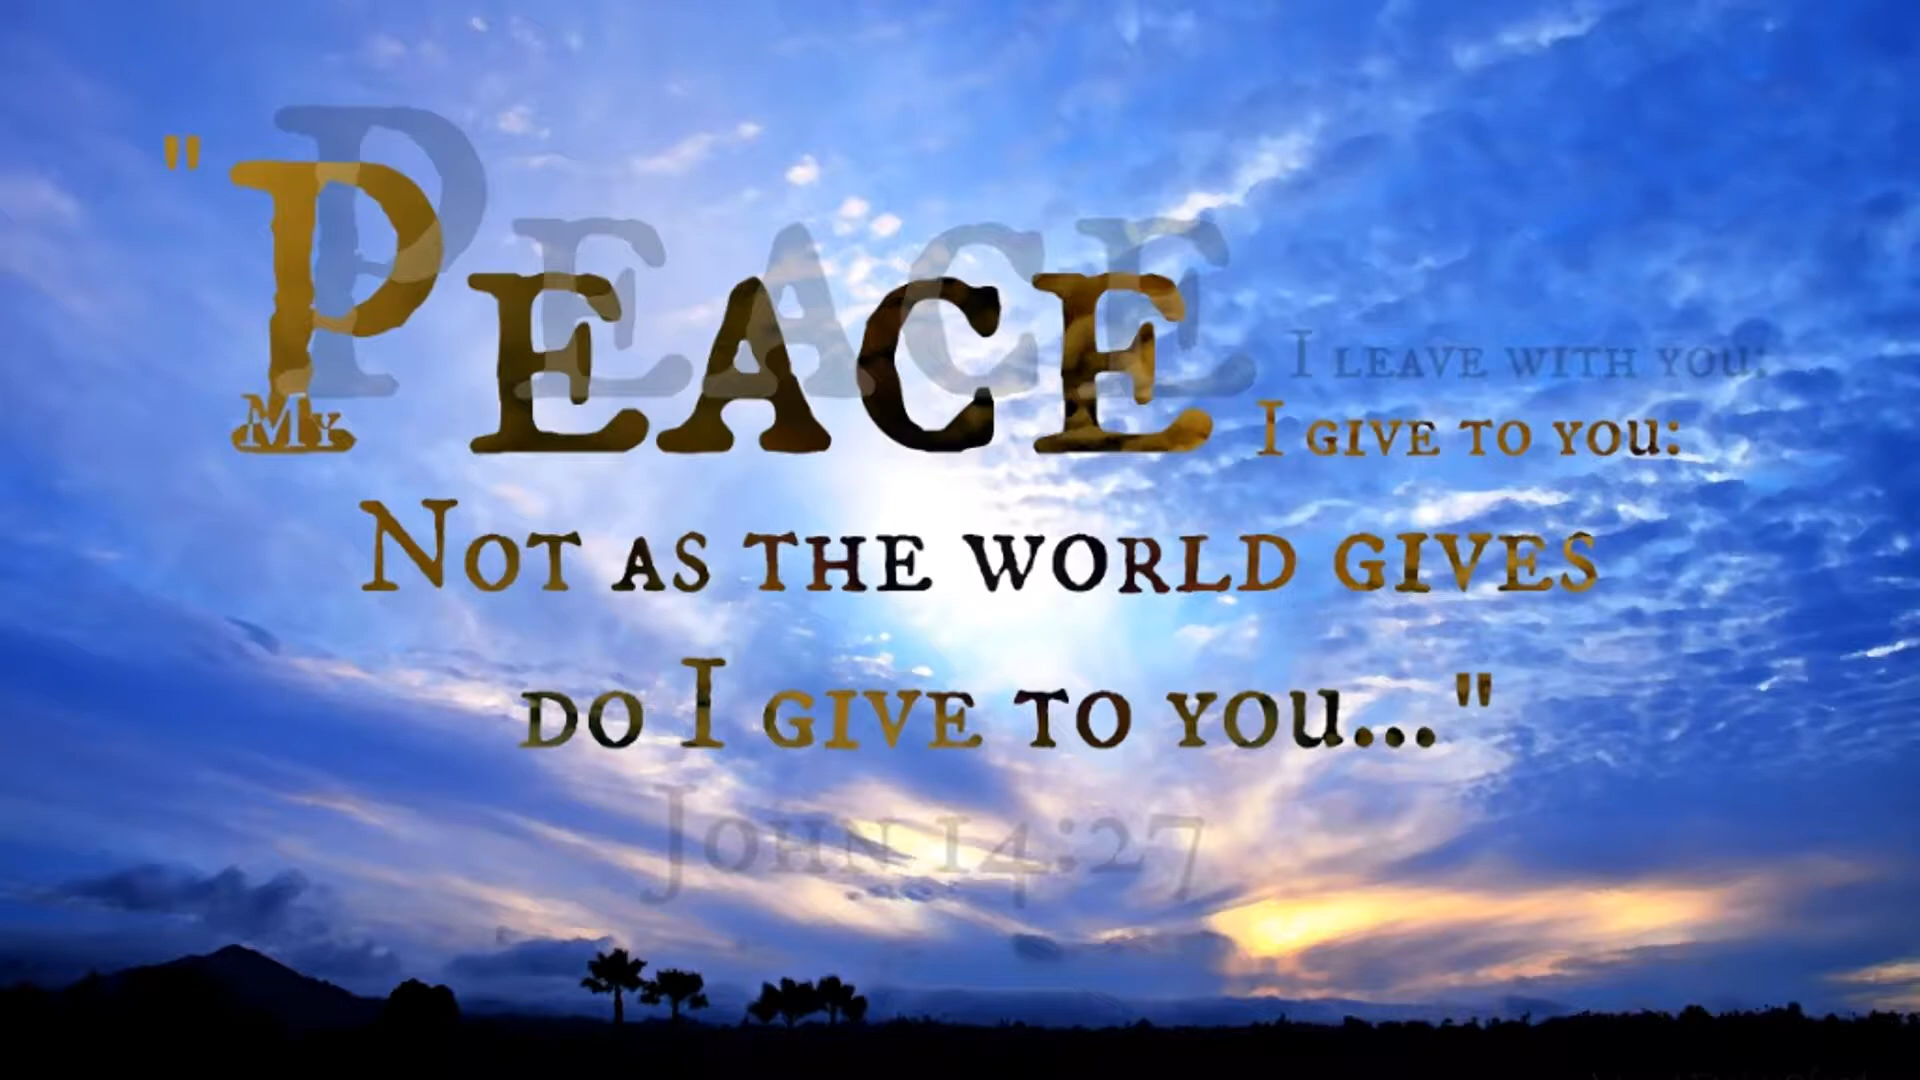 "Peace I leave with you;
My Peace I give to you:
Not as the world gives
do I give to you..."
John 14:27